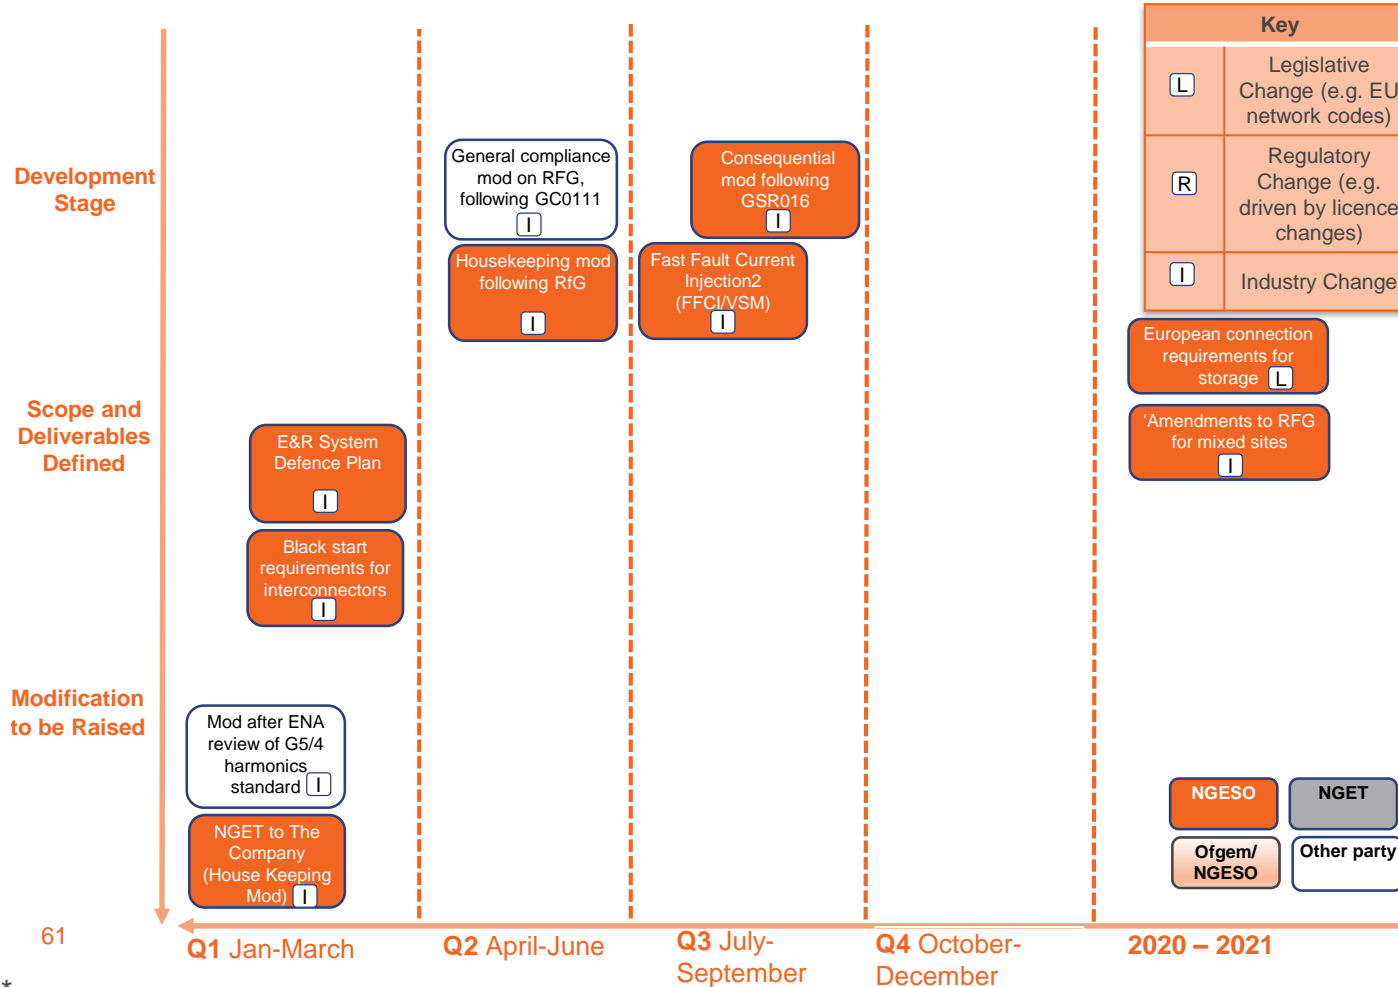 Key
L
Legislative
Change (e.g. EU
network codes)
R
Regulatory
Change (e.g.
driven by licence
changes)
I
Industry Change
Development
Stage
General compliance
mod on RFG,
following GC0111
I
Consequential
mod following
GSR016
I
Housekeeping mod
following RfG
I
Fast Fault Current
Injection2
(FFCI/VSM)
I
European connection
requirements for
storage L
Scope and
Deliverables
Defined
E&R System
Defence Plan
I
'Amendments to RFG
for mixed sites
I
Black start
requirements for
interconnectors
I
Modification
to be Raised
Mod after ENA
review of G5/4
harmonics
standard I
NGET to The
Company
(House Keeping
Mod) I
NGESO
NGET
Ofgem/
NGESO
Other party
61
Q1 Jan-March
Q2 April-June
Q3 July-
September
Q4 October-
December
2020 – 2021
*